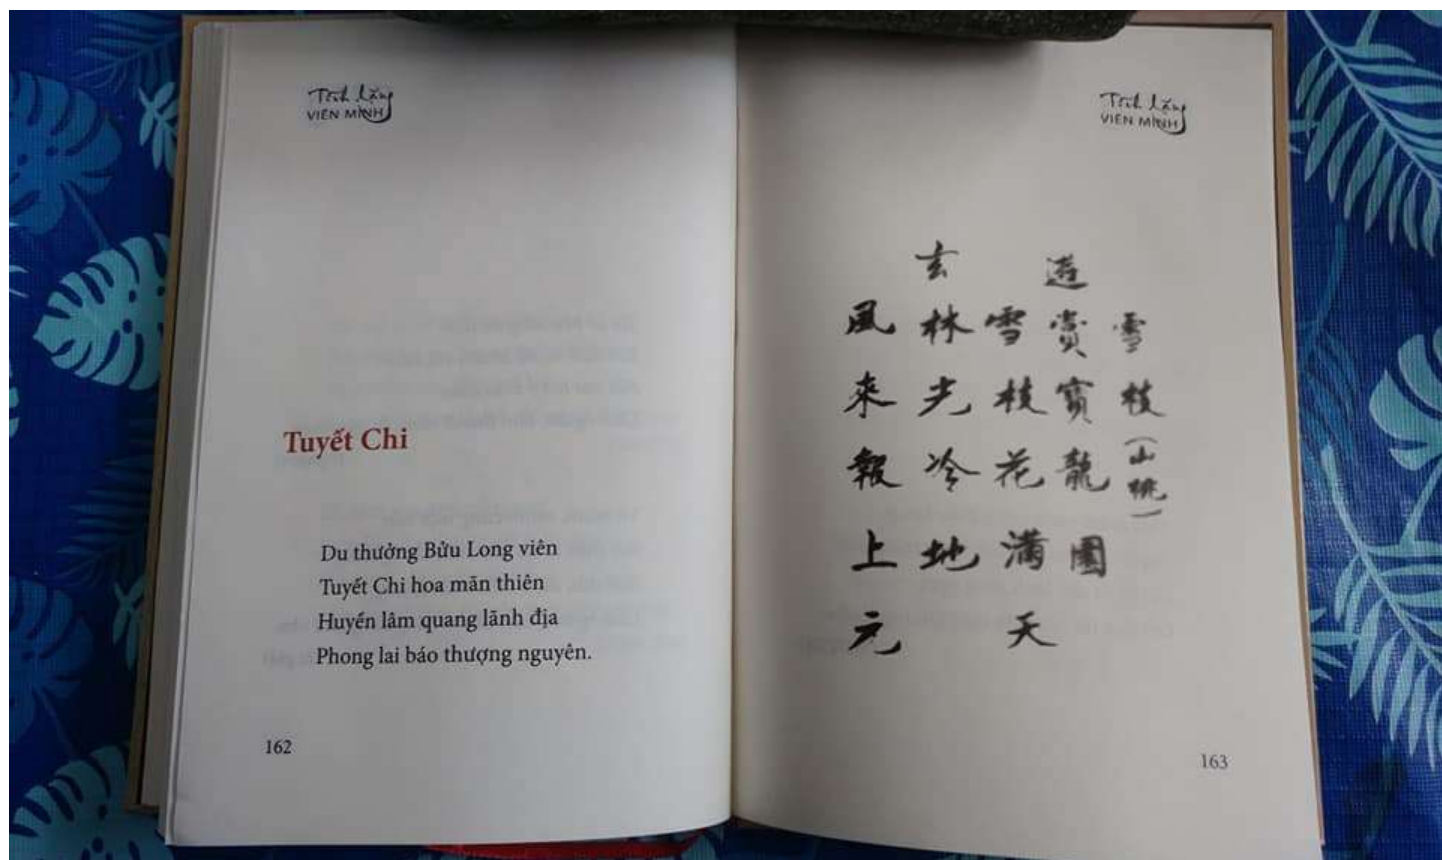 Tĩnh lặng
VIÊN MINH
Tuyết Chi
Du thưởng Bửu Long viên
Tuyết Chi hoa mãn thiên
Huyền lâm quang lãnh địa
Phong lai báo thượng nguyên.
162
Tĩnh lặng
VIÊN MINH
雪枝(山
遊賞寶龍園
雪枝花滿天
玄林光冷地
風來報上元
163